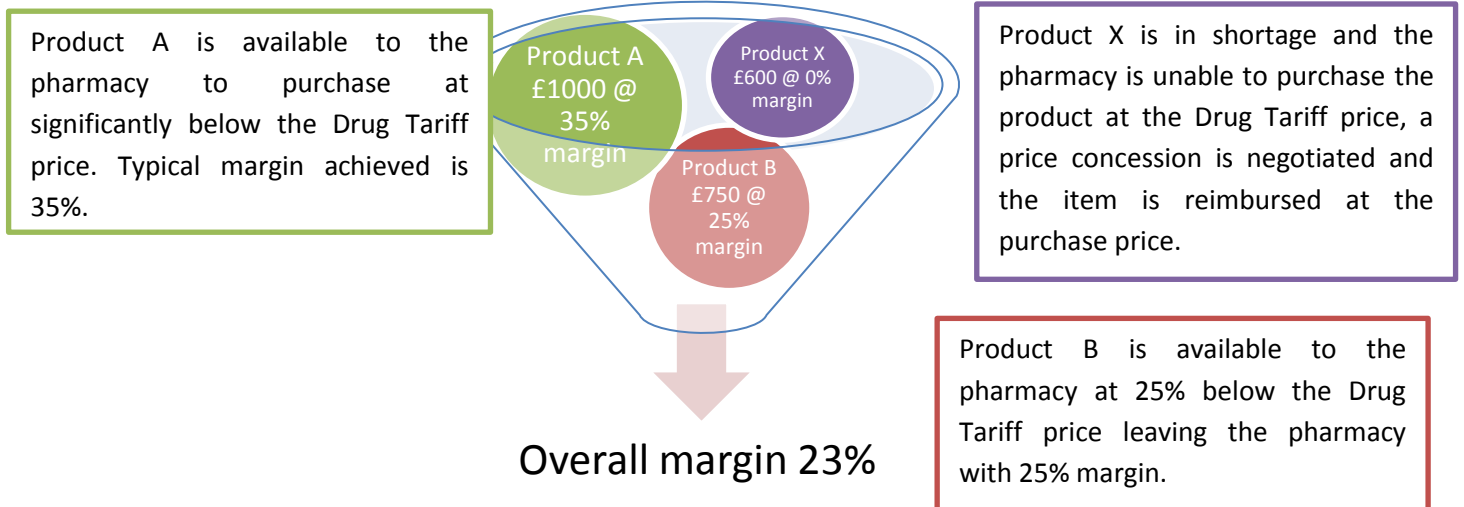 Product A is available to the
pharmacy to purchase at
significantly below the Drug Tariff
price. Typical margin achieved is
35%.
Product A
£1000 @
35%
margin
Product X
£600 @ 0%
margin
Product B
£750 @
25%
margin
Product X is in shortage and the
pharmacy is unable to purchase the
product at the Drug Tariff price, a
price concession is negotiated and
the item is reimbursed at the
purchase price.
Overall margin 23%
Product B is available to the
pharmacy at 25% below the Drug
Tariff price leaving the pharmacy
with 25% margin.